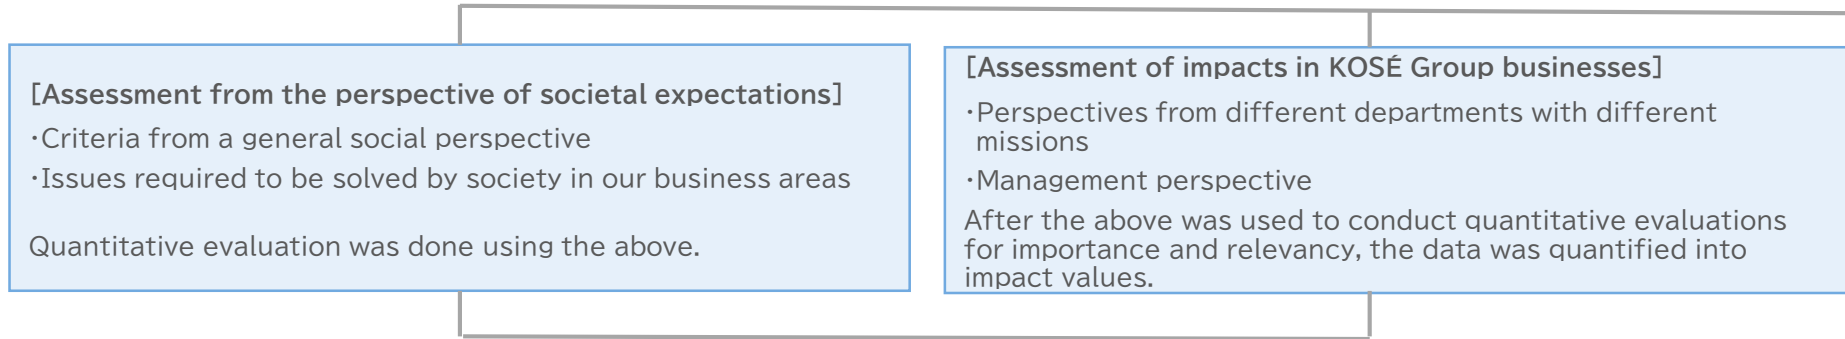 [Assessment from the perspective of societal expectations]
・Criteria from a general social perspective
・Issues required to be solved by society in our business areas
Quantitative evaluation was done using the above.
[Assessment of impacts in KOSÉ Group businesses]
・Perspectives from different departments with different
missions
・Management perspective
After the above was used to conduct quantitative evaluations
for importance and relevancy, the data was quantified into
impact values.